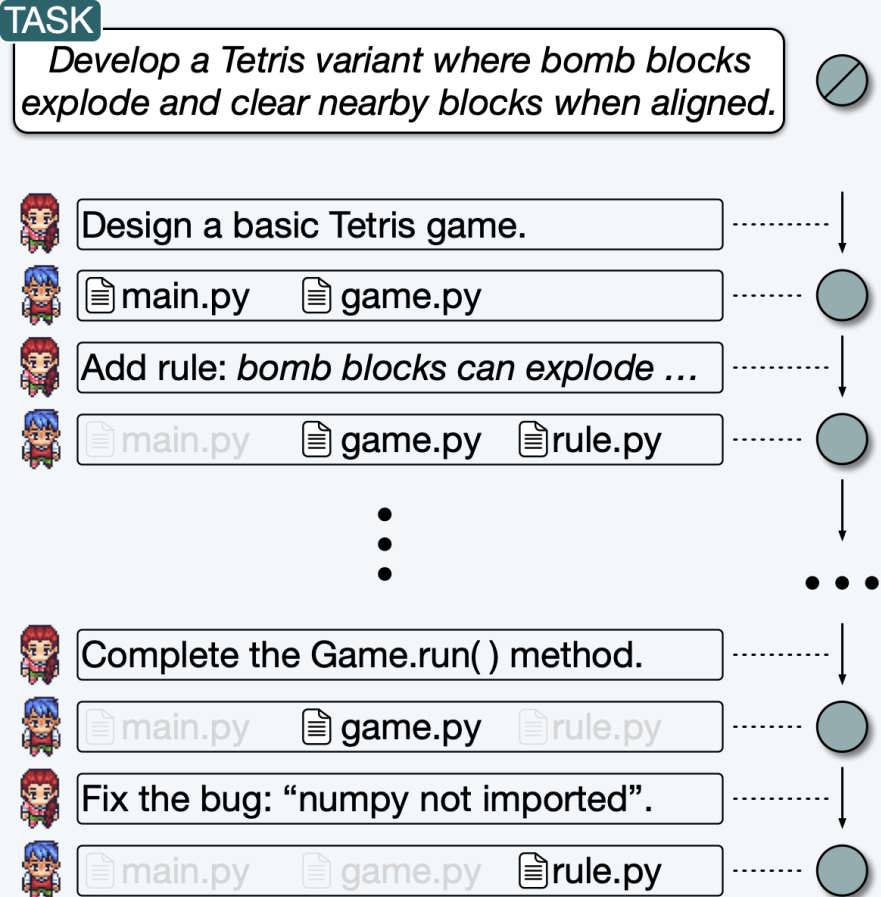 TASK
Develop a Tetris variant where bomb blocks
explode and clear nearby blocks when aligned.
Design a basic Tetris game.
main.py game.py
Add rule: bomb blocks can explode …
main.py game.py rule.py
Complete the Game.run( ) method.
main.py game.py rule.py
Fix the bug: “numpy not imported”.
main.py game.py rule.py